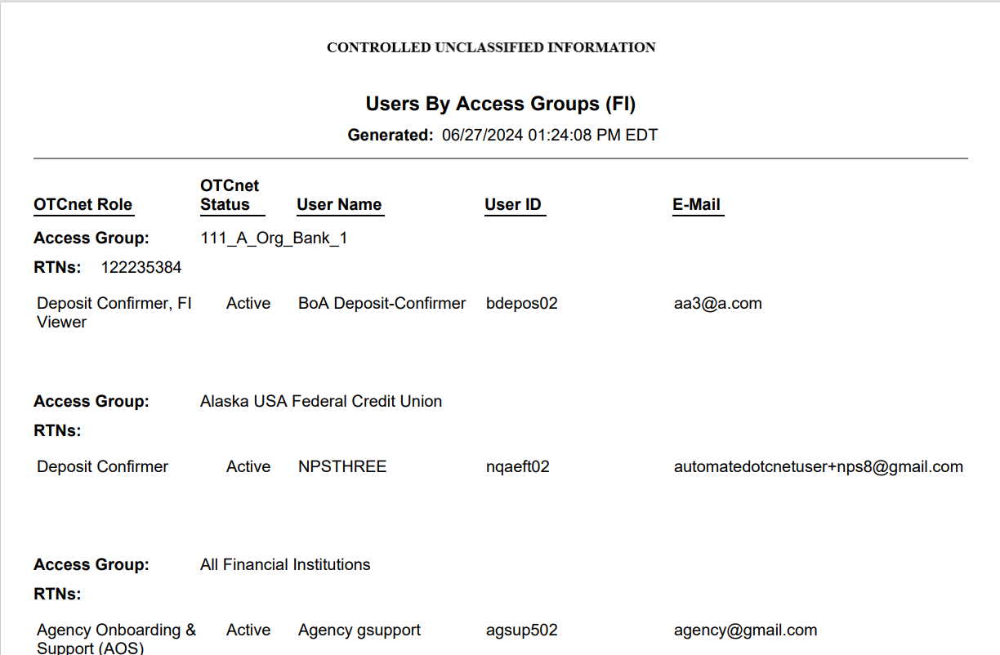 CONTROLLED UNCLASSIFIED INFORMATION
Users By Access Groups (FI)
Generated: 06/27/2024 01:24:08 PM EDT
OTCnet Role OTCnet Status User Name User ID E-Mail
Access Group: 111_A_Org_Bank_1
RTNs: 122235384
Deposit Confirmer, FI Viewer Active BoA Deposit-Confirmer bdepos02 aa3@a.com
Access Group: Alaska USA Federal Credit Union
RTNs:
Deposit Confirmer Active NPSTHREE nqaeft02 automatedotcnetuser+nps8@gmail.com
Access Group: All Financial Institutions
RTNs:
Agency Onboarding & Support (AOS) Active Agency gsupport agsup502 agency@gmail.com